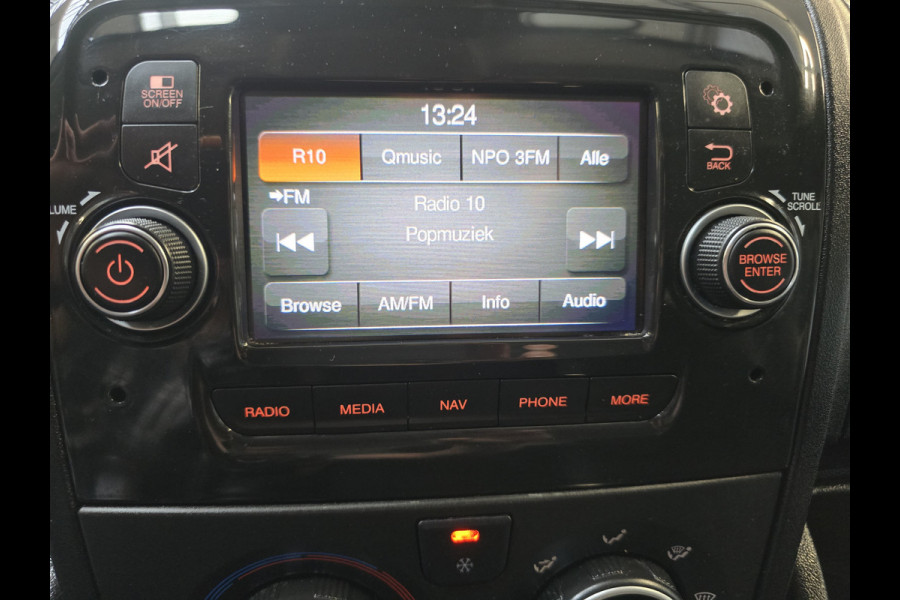 SCREEN
ON/OFF
13:24
R10 Qmusic NPO 3FM Alle
➡FM
Radio 10
Popmuziek
Browse AM/FM Info Audio
BACK
LUME
TUNE
SCROLL
BROWSE
ENTER
RADIO MEDIA NAV PHONE MORE